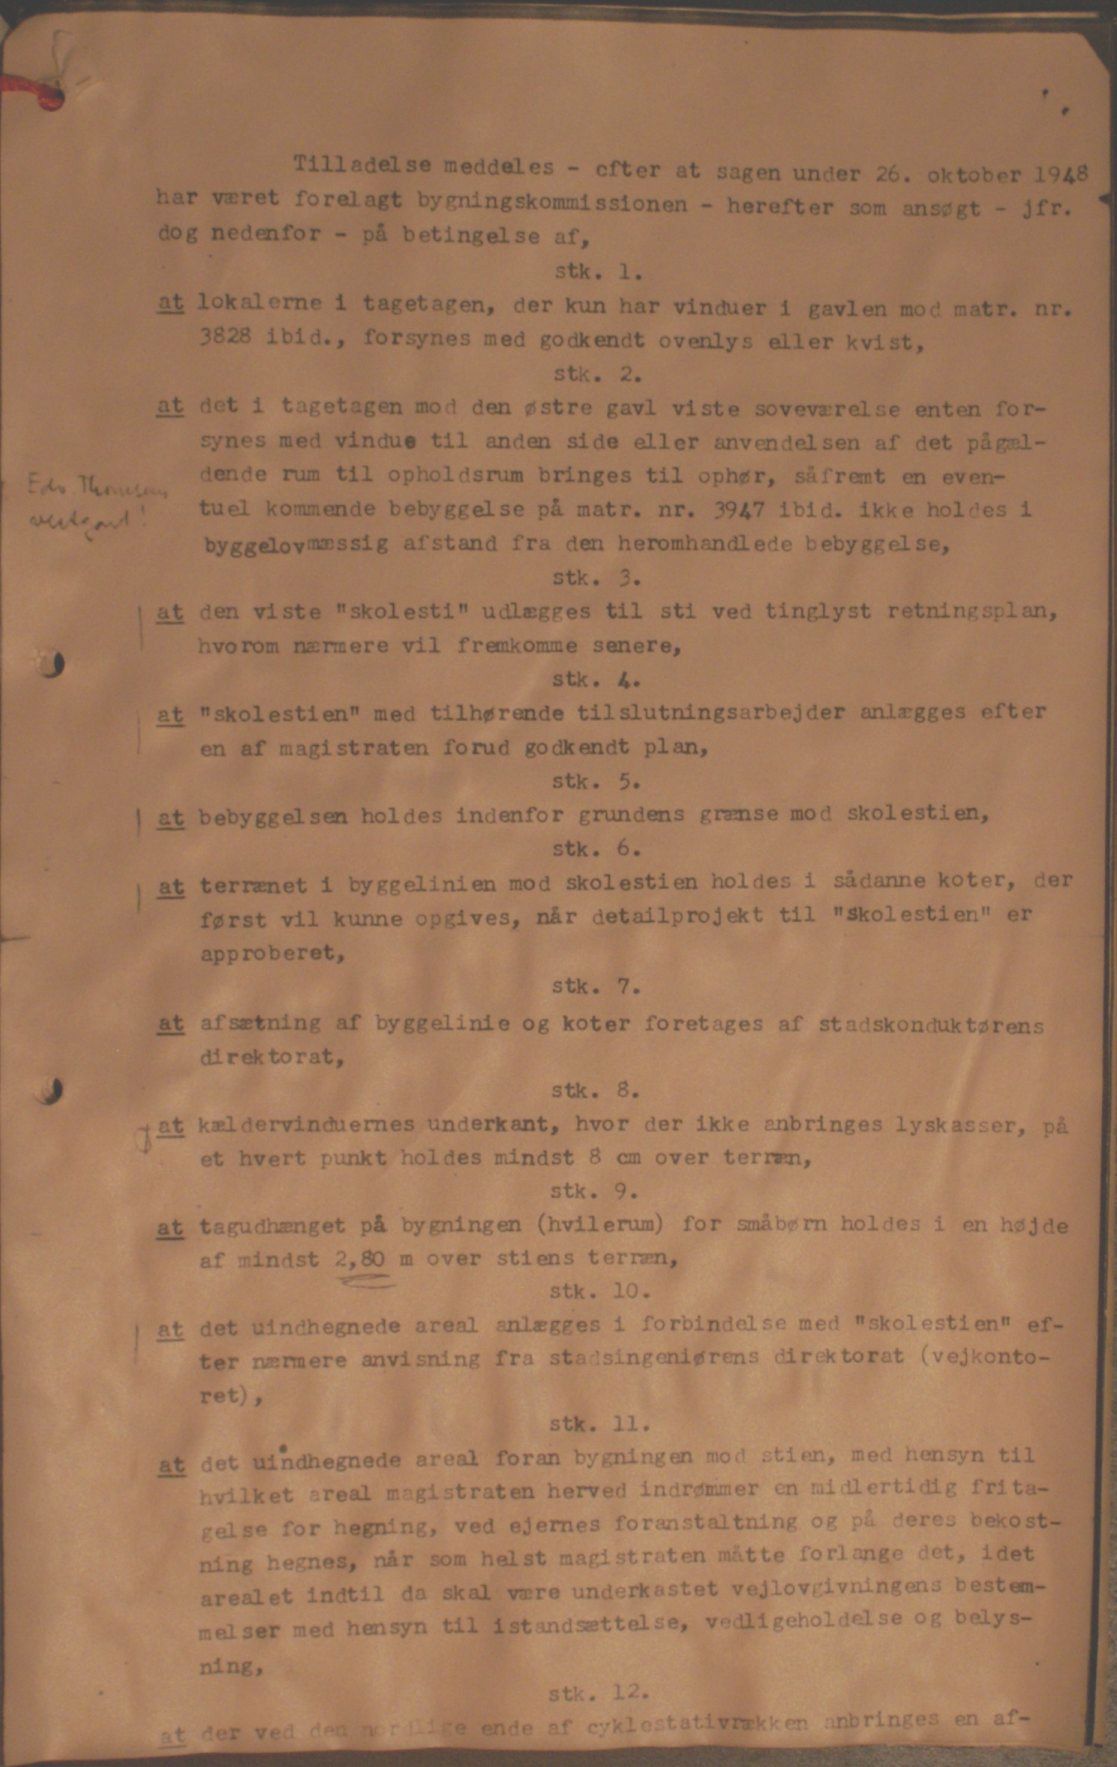 Tilladelse meddeles - efter at sagen under 26. oktober 1948
har været forelagt bygningskommissionen - herefter som ansøgt - jfr.
dog nedenfor - på betingelse af,
stk. 1.
at lokalerne i tagetagen, der kun har vinduer i gavlen mod matr. nr.
3828 ibid., forsynes med godkendt ovenlys eller kvist,
stk. 2.
at det i tagetagen mod den østre gavl viste soveværelse enten for-
synes med vindue til anden side eller anvendelsen af det pågæl-
dende rum til opholdsrum bringes til ophør, såfremt en even-
tuel kommende bebyggelse på matr. nr. 3947 ibid. ikke holdes i
byggelovmæssig afstand fra den heromhandlede bebyggelse,
stk. 3.
at den viste "skolesti" udlægges til sti ved tinglyst retningsplan,
hvorom nærmere vil fremkomme senere,
stk. 4.
at "skolestien" med tilhørende tilslutningsarbejder anlægges efter
en af magistraten forud godkendt plan,
stk. 5.
at bebyggelsen holdes indenfor grundens grænse mod skolestien,
stk. 6.
at terrænet i byggelinien mod skolestien holdes i sådanne koter, der
først vil kunne opgives, når detailprojekt til "skolestien" er
approberet,
stk. 7.
at afsætning af byggelinie og koter foretages af stadskonduktørens
direktorat,
stk. 8.
at kældervinduernes underkant, hvor der ikke anbringes lyskasser, på
et hvert punkt holdes mindst 8 cm over terræn,
stk. 9.
at tagudhænget på bygningen (hvilerum) for småbørn holdes i en højde
af mindst 2,80 m over stiens terræn,
stk. 10.
at det uindhegnede areal anlægges i forbindelse med "skolestien" ef-
ter nærmere anvisning fra stadsingeniørens direktorat (vejkonto-
ret),
stk. 11.
at det uindhegnede areal foran bygningen mod stien, med hensyn til
hvilket areal magistraten herved indrømmer en midlertidig frita-
gelse for hegning, ved ejernes foranstaltning og på deres bekost-
ning hegnes, når som helst magistraten måtte forlange det, idet
arealet indtil da skal være underkastet vejlovgivningens bestem-
melser med hensyn til istandsættelse, vedligeholdelse og belys-
ning,
stk. 12.
at der ved den nordlige ende af cyklestativrækken anbringes en af-